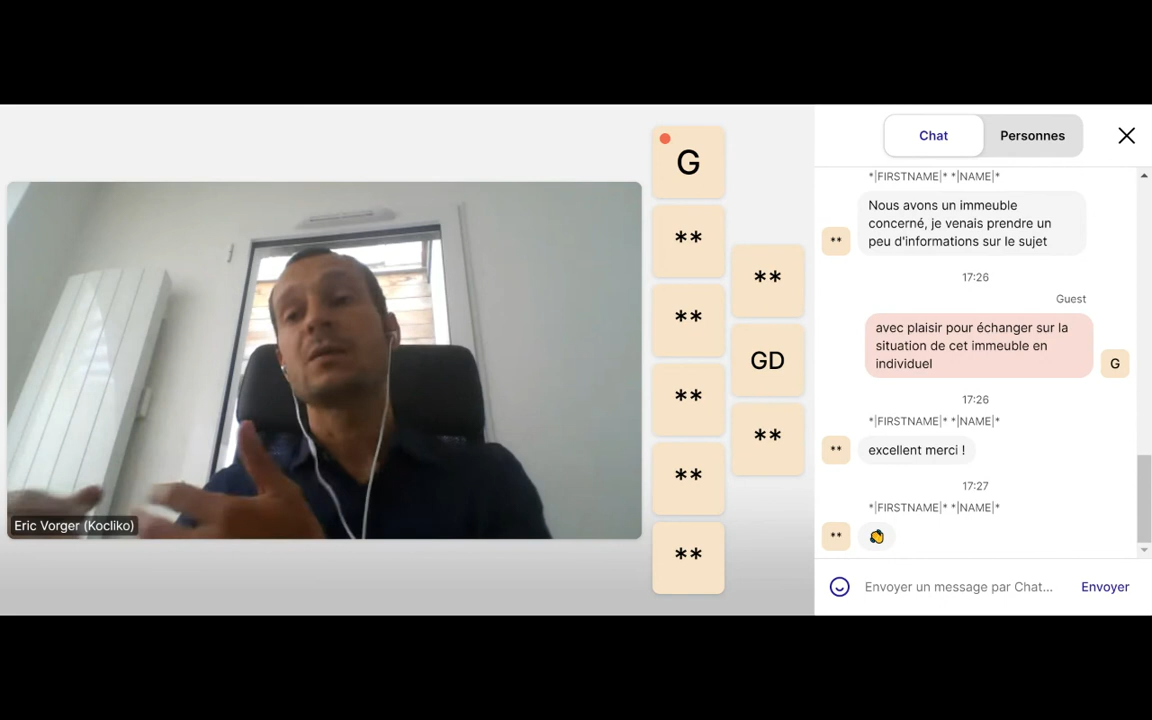 Eric Vorger (Kocliko)
G
**
**
**
**
**
**
GD
**
Chat
Personnes
*|FIRSTNAME|* *|NAME|*
Nous avons un immeuble
concerné, je venais prendre un
peu d'informations sur le sujet
**
17:26
Guest
avec plaisir pour échanger sur la
situation de cet immeuble en
individuel
G
17:26
*|FIRSTNAME|* *|NAME|*
**
excellent merci !
17:27
*|FIRSTNAME|* *|NAME|*
**
Envoyer un message par Chat...
Envoyer